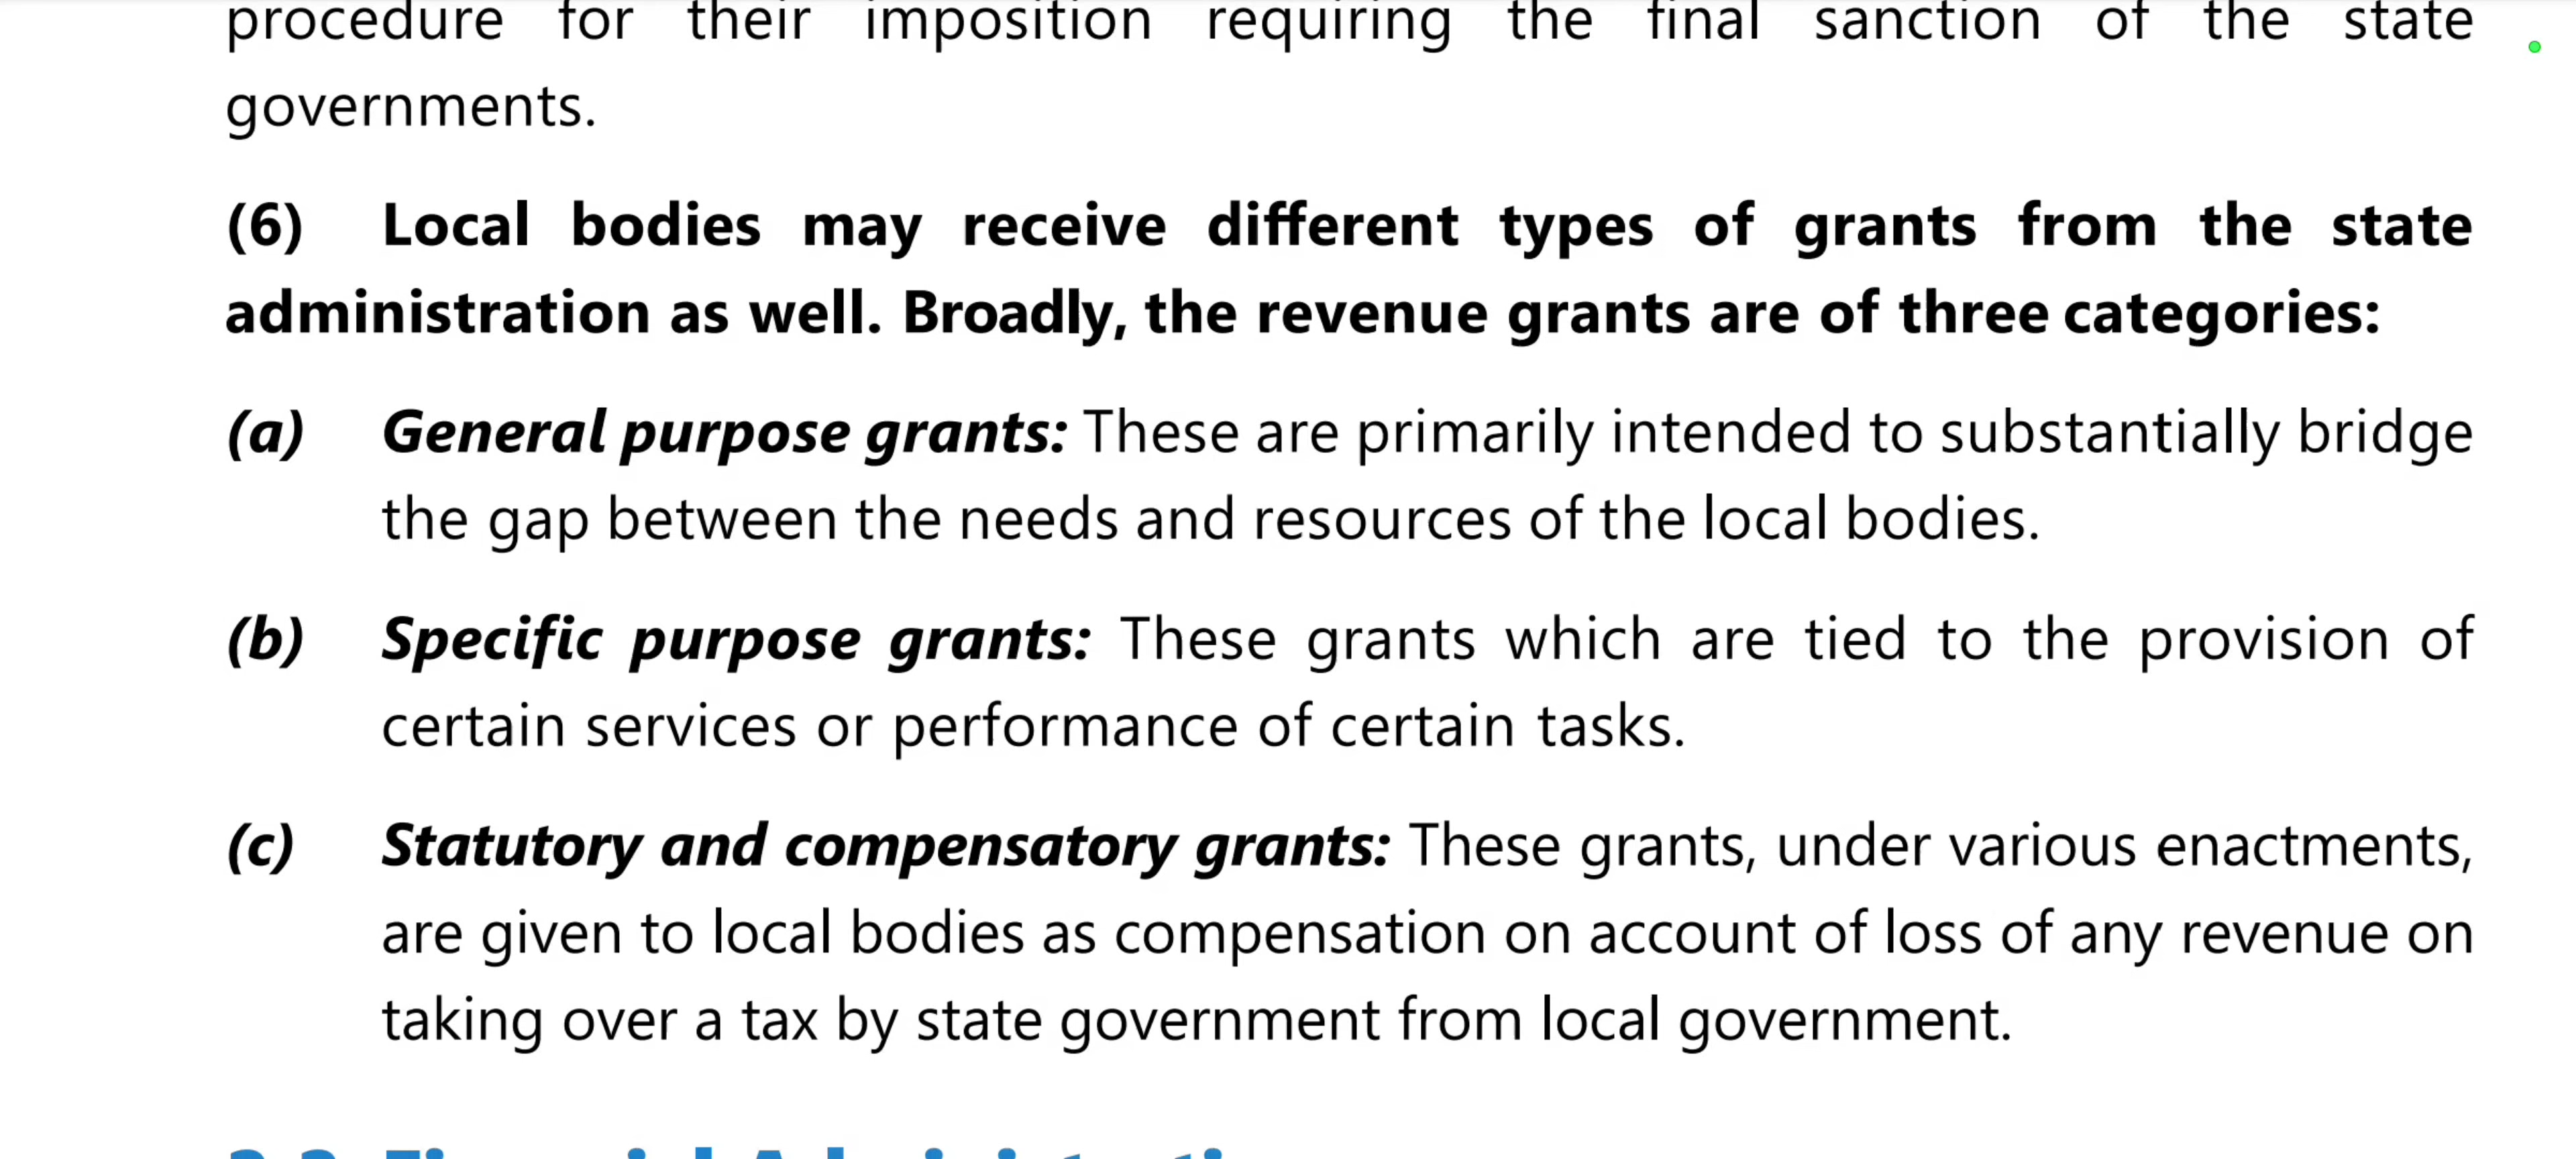 procedure for their imposition requiring the final sanction of the state
governments.
(6) Local bodies may receive different types of grants from the state
administration as well. Broadly, the revenue grants are of three categories:
(a) General purpose grants: These are primarily intended to substantially bridge
the gap between the needs and resources of the local bodies.
(b) Specific purpose grants: These grants which are tied to the provision of
certain services or performance of certain tasks.
(c) Statutory and compensatory grants: These grants, under various enactments,
are given to local bodies as compensation on account of loss of any revenue on
taking over a tax by state government from local government.